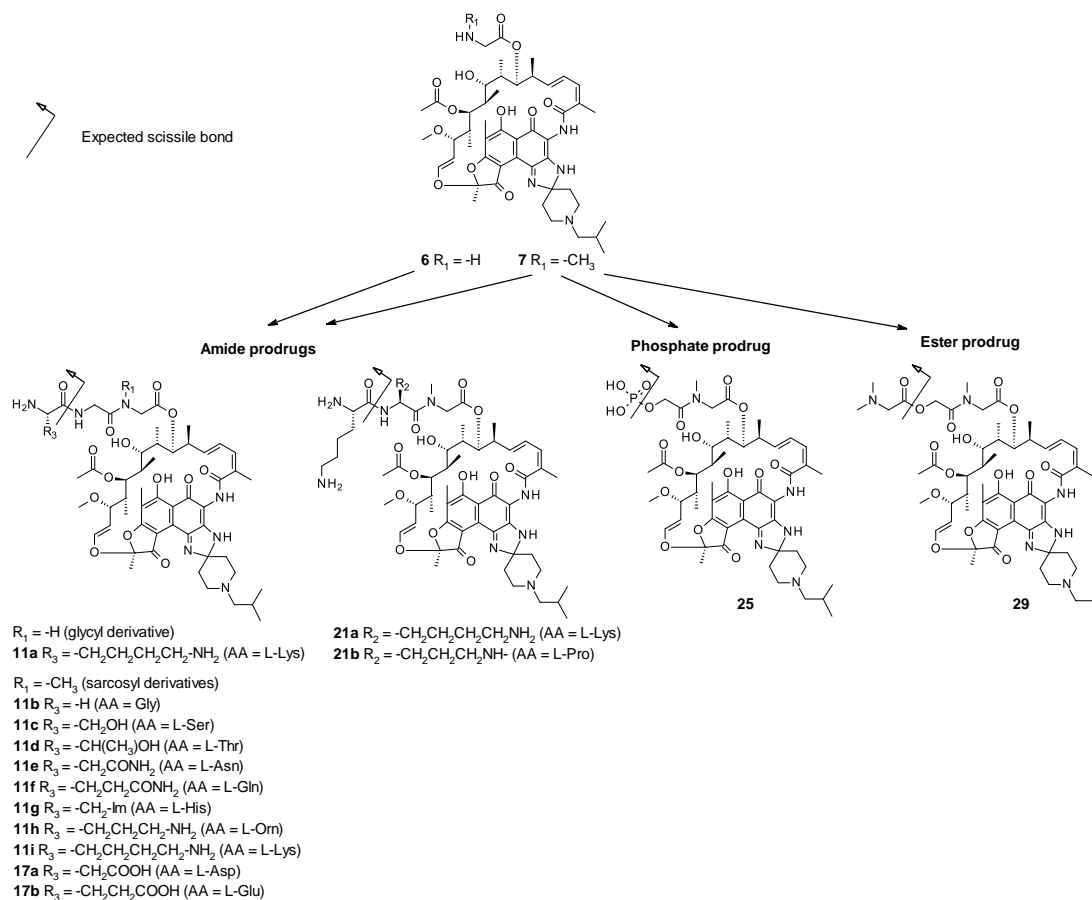 Expected scissile bond
6 R1 = -H 7 R1 = -CH3
Amide prodrugs
Phosphate prodrug
Ester prodrug
25
29
R1 = -H (glycyl derivative)
11a R3 = -CH2CH2CH2CH2-NH2 (AA = L-Lys)
21a R2 = -CH2CH2CH2CH2NH2 (AA = L-Lys)
21b R2 = -CH2CH2CH2NH- (AA = L-Pro)
R1 = -CH3 (sarcosyl derivatives)
11b R3 = -H (AA = Gly)
11c R3 = -CH2OH (AA = L-Ser)
11d R3 = -CH(CH3)OH (AA = L-Thr)
11e R3 = -CH2CONH2 (AA = L-Asn)
11f R3 = -CH2CH2CONH2 (AA = L-Gln)
11g R3 = -CH2-Im (AA = L-His)
11h R3 = -CH2CH2CH2-NH2 (AA = L-Orn)
11i R3 = -CH2CH2CH2CH2-NH2 (AA = L-Lys)
17a R3 = -CH2COOH (AA = L-Asp)
17b R3 = -CH2CH2COOH (AA = L-Glu)